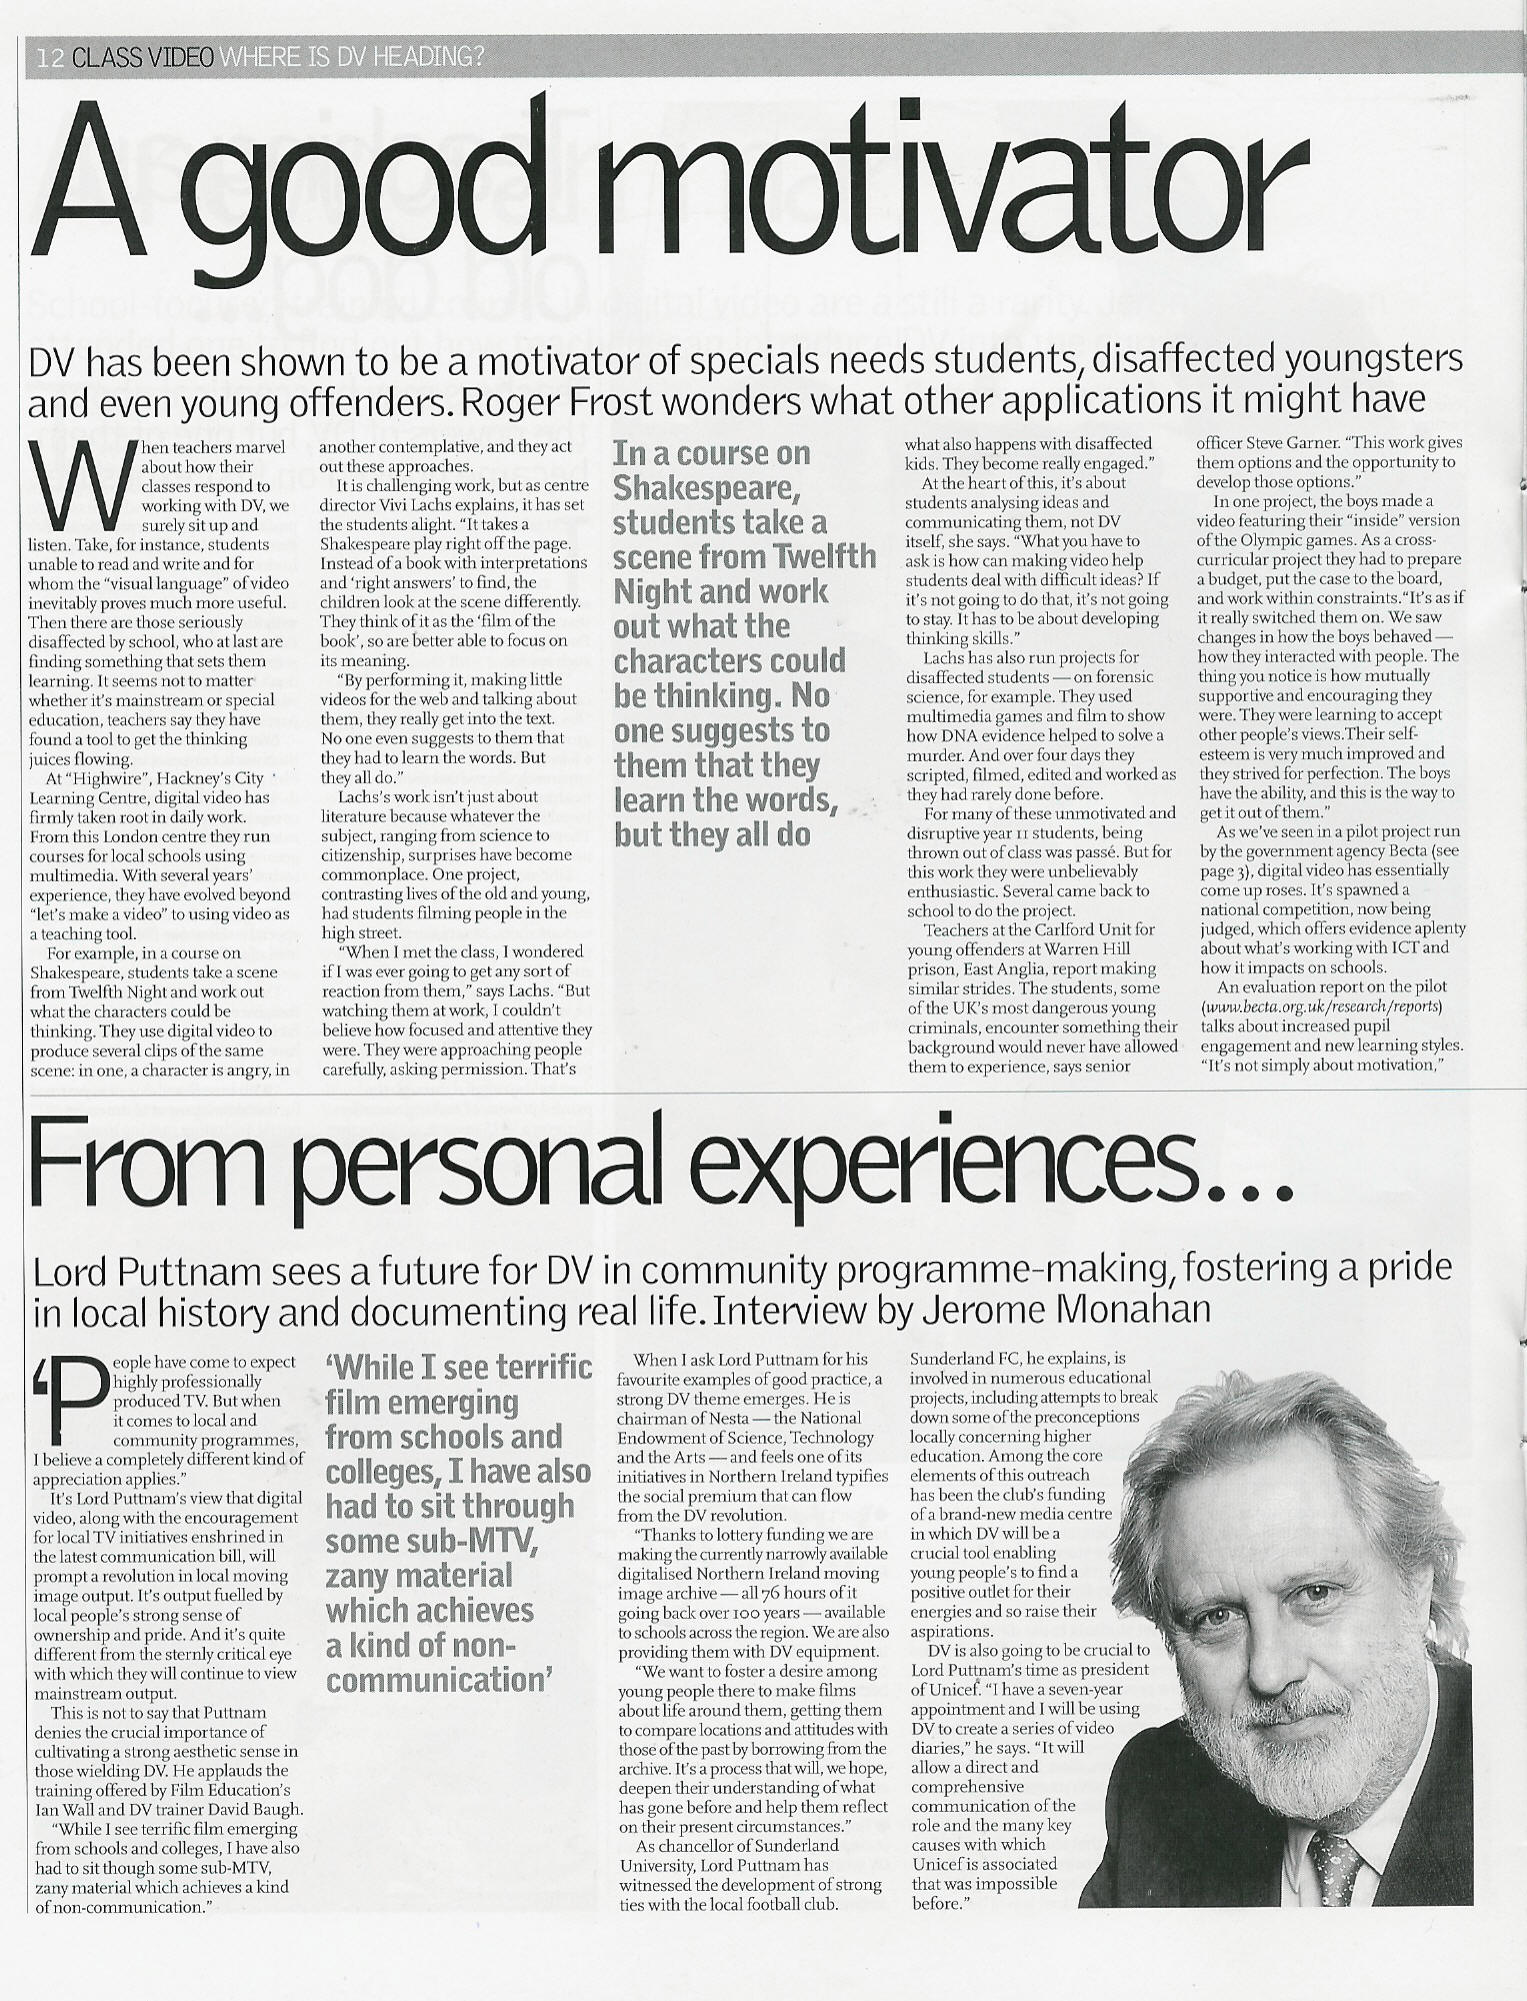 12 CLASS VIDEO WHERE IS DV HEADING?
A good motivator
DV has been shown to be a motivator of specials needs students, disaffected youngsters
and even young offenders. Roger Frost wonders what other applications it might have
When teachers marvel
about how their
classes respond to
working with DV, we
surely sit up and
listen. Take, for instance, students
unable to read and write and for
whom the “visual language” of video
inevitably proves much more useful.
Then there are those seriously
disaffected by school, who at last are
finding something that sets them
learning. It seems not to matter
whether it's mainstream or special
education, teachers say they have
found a tool to get the thinking
juices flowing.
At “Highwire”, Hackney's City
Learning Centre, digital video has
firmly taken root in daily work.
From this London centre they run
courses for local schools using
multimedia. With several years'
experience, they have evolved beyond
“let's make a video” to using video as
a teaching tool.
For example, in a course on
Shakespeare, students take a scene
from Twelfth Night and work out
what the characters could be
thinking. They use digital video to
produce several clips of the same
scene: in one, a character is angry, in
another contemplative, and they act
out these approaches.
It is challenging work, but as centre
director Vivi Lachs explains, it has set
the students alight. “It takes a
Shakespeare play right off the page.
Instead of a book with interpretations
and ‘right answers’ to find, the
children look at the scene differently.
They think of it as the ‘film of the
book’, so are better able to focus on
its meaning.
“By performing it, making little
videos for the web and talking about
them, they really get into the text.
No one even suggests to them that
they had to learn the words. But
they all do.”
Lachs's work isn't just about
literature because whatever the
subject, ranging from science to
citizenship, surprises have become
commonplace. One project,
contrasting lives of the old and young,
had students filming people in the
high street.
“When I met the class, I wondered
if I was ever going to get any sort of
reaction from them,” says Lachs. “But
watching them at work, I couldn't
believe how focused and attentive they
were. They were approaching people
carefully, asking permission. That's
In a course on
Shakespeare,
students take a
scene from Twelfth
Night and work
out what the
characters could
be thinking. No
one suggests to
them that they
learn the words,
but they all do
what also happens with disaffected
kids. They become really engaged.”
At the heart of this, it's about
students analysing ideas and
communicating them, not DV
itself, she says. “What you have to
ask is how can making video help
students deal with difficult ideas? If
it's not going to do that, it's not going
to stay. It has to be about developing
thinking skills.”
Lachs has also run projects for
disaffected students — on forensic
science, for example. They used
multimedia games and film to show
how DNA evidence helped to solve a
murder. And over four days they
scripted, filmed, edited and worked as
they had rarely done before.
For many of these unmotivated and
disruptive year 11 students, being
thrown out of class was passé. But for
this work they were unbelievably
enthusiastic. Several came back to
school to do the project.
Teachers at the Carlford Unit for
young offenders at Warren Hill
prison, East Anglia, report making
similar strides. The students, some
of the UK's most dangerous young
criminals, encounter something their
background would never have allowed
them to experience, says senior
officer Steve Garner. “This work gives
them options and the opportunity to
develop those options.”
In one project, the boys made a
video featuring their “inside” version
of the Olympic games. As a cross-
curricular project they had to prepare
a budget, put the case to the board,
and work within constraints. “It's as if
it really switched them on. We saw
changes in how the boys behaved —
how they interacted with people. The
thing you notice is how mutually
supportive and encouraging they
were. They were learning to accept
other people's views. Their self-
esteem is very much improved and
they strived for perfection. The boys
have the ability, and this is the way to
get it out of them.”
As we've seen in a pilot project run
by the government agency Becta (see
page 3), digital video has essentially
come up roses. It's spawned a
national competition, now being
judged, which offers evidence aplenty
about what's working with ICT and
how it impacts on schools.
An evaluation report on the pilot
(www.becta.org.uk/research/reports)
talks about increased pupil
engagement and new learning styles.
“It's not simply about motivation,”
From personal experiences...
Lord Puttnam sees a future for DV in community programme-making, fostering a pride
in local history and documenting real life. Interview by Jerome Monahan
‘People have come to expect
highly professionally
produced TV. But when
it comes to local and
community programmes,
I believe a completely different kind of
appreciation applies.”
It's Lord Puttnam's view that digital
video, along with the encouragement
for local TV initiatives enshrined in
the latest communication bill, will
prompt a revolution in local moving
image output. It's output fuelled by
local people's strong sense of
ownership and pride. And it's quite
different from the sternly critical eye
with which they will continue to view
mainstream output.
This is not to say that Puttnam
denies the crucial importance of
cultivating a strong aesthetic sense in
those wielding DV. He applauds the
training offered by Film Education's
Ian Wall and DV trainer David Baugh.
“While I see terrific film emerging
from schools and colleges, I have also
had to sit though some sub-MTV,
zany material which achieves a kind
of non-communication.”
‘While I see terrific
film emerging
from schools and
colleges, I have also
had to sit through
some sub-MTV,
zany material
which achieves
a kind of non-
communication’
When I ask Lord Puttnam for his
favourite examples of good practice, a
strong DV theme emerges. He is
chairman of Nesta — the National
Endowment of Science, Technology
and the Arts — and feels one of its
initiatives in Northern Ireland typifies
the social premium that can flow
from the DV revolution.
“Thanks to lottery funding we are
making the currently narrowly available
digitalised Northern Ireland moving
image archive — all 76 hours of it
going back over 100 years — available
to schools across the region. We are also
providing them with DV equipment.
“We want to foster a desire among
young people there to make films
about life around them, getting them
to compare locations and attitudes with
those of the past by borrowing from the
archive. It's a process that will, we hope,
deepen their understanding of what
has gone before and help them reflect
on their present circumstances.”
As chancellor of Sunderland
University, Lord Puttnam has
witnessed the development of strong
ties with the local football club.
Sunderland FC, he explains, is
involved in numerous educational
projects, including attempts to break
down some of the preconceptions
locally concerning higher
education. Among the core
elements of this outreach
has been the club's funding
of a brand-new media centre
in which DV will be a
crucial tool enabling
young people's to find a
positive outlet for their
energies and so raise their
aspirations.
DV is also going to be crucial to
Lord Puttnam's time as president
of Unicef. “I have a seven-year
appointment and I will be using
DV to create a series of video
diaries,” he says. “It will
allow a direct and
comprehensive
communication of the
role and the many key
causes with which
Unicef is associated
that was impossible
before.”